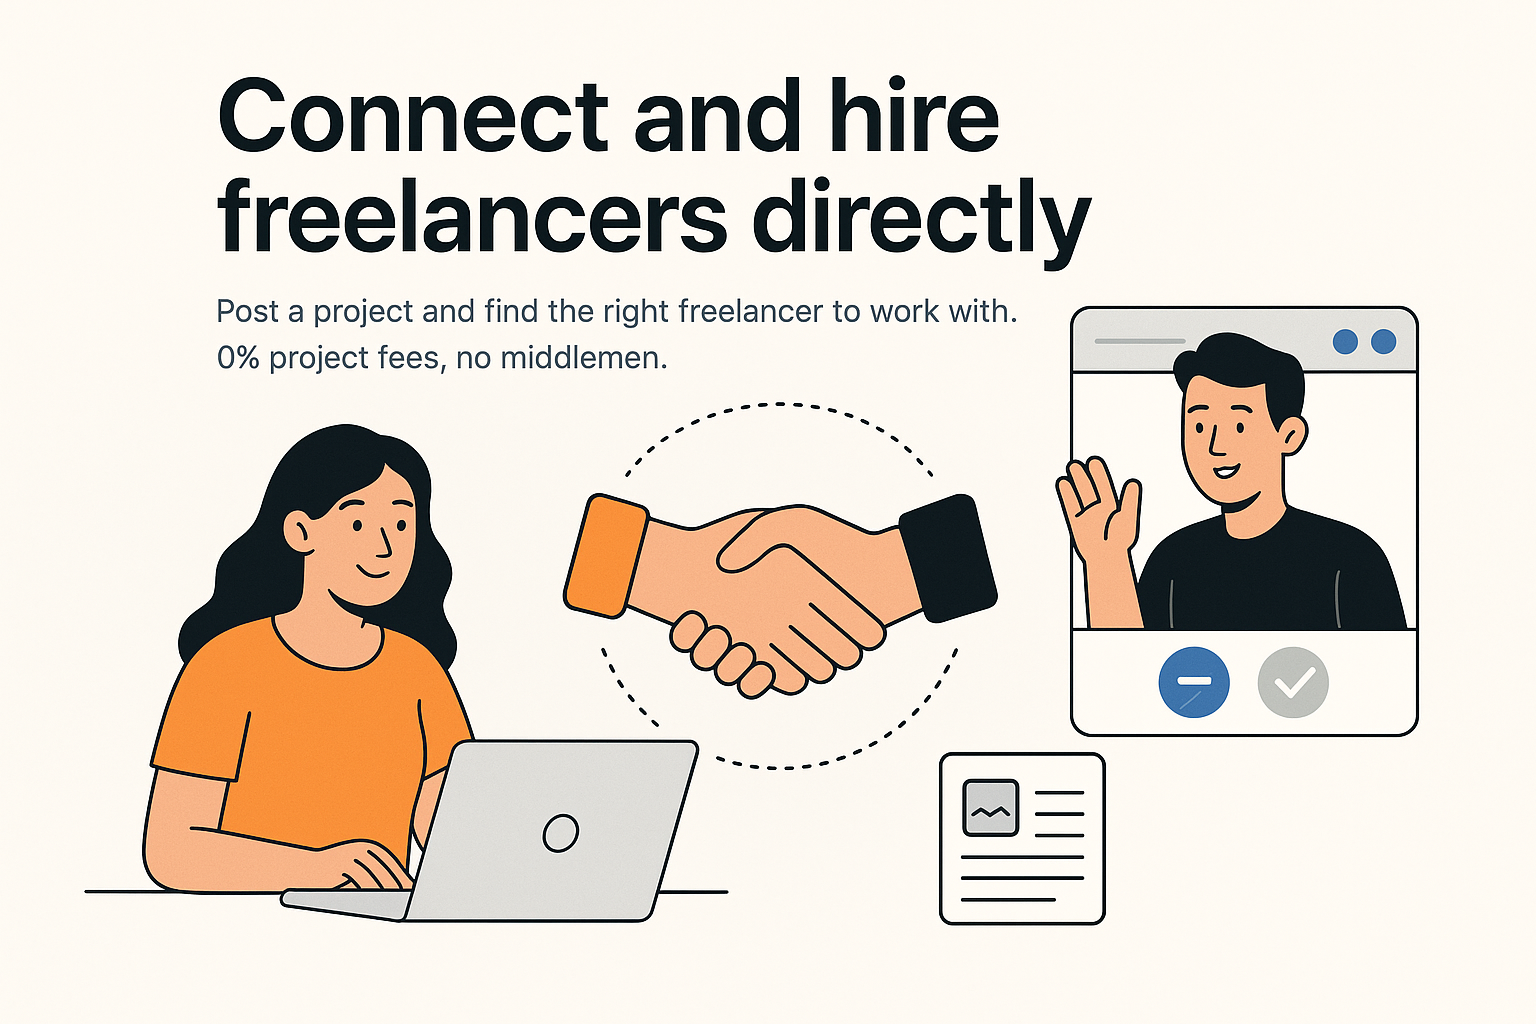 Connect and hire
freelancers directly
Post a project and find the right freelancer to work with.
0% project fees, no middlemen.